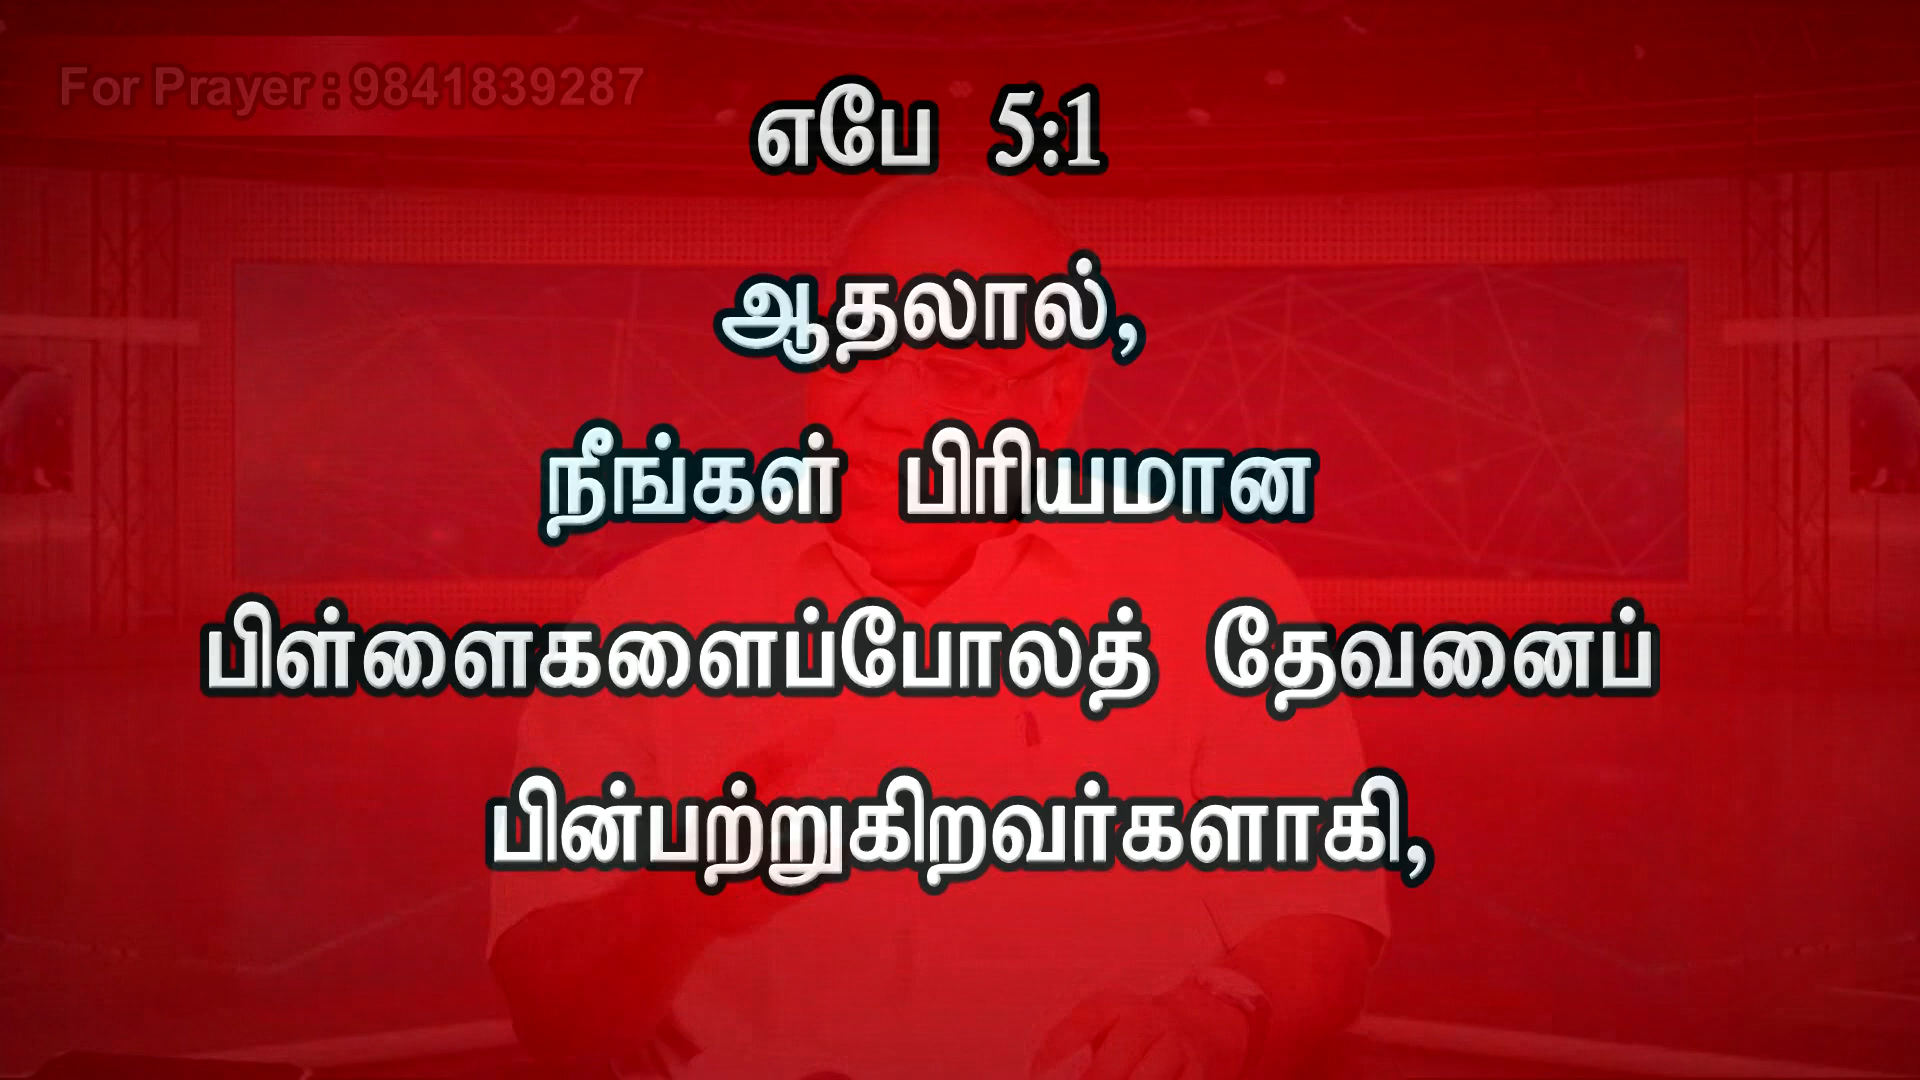 For Prayer : 9841839287
எபே 5:1
ஆதலால்,
நீங்கள் பிரியமான
பிள்ளைகளைப்போலத் தேவனைப்
பின்பற்றுகிறவர்களாகி,